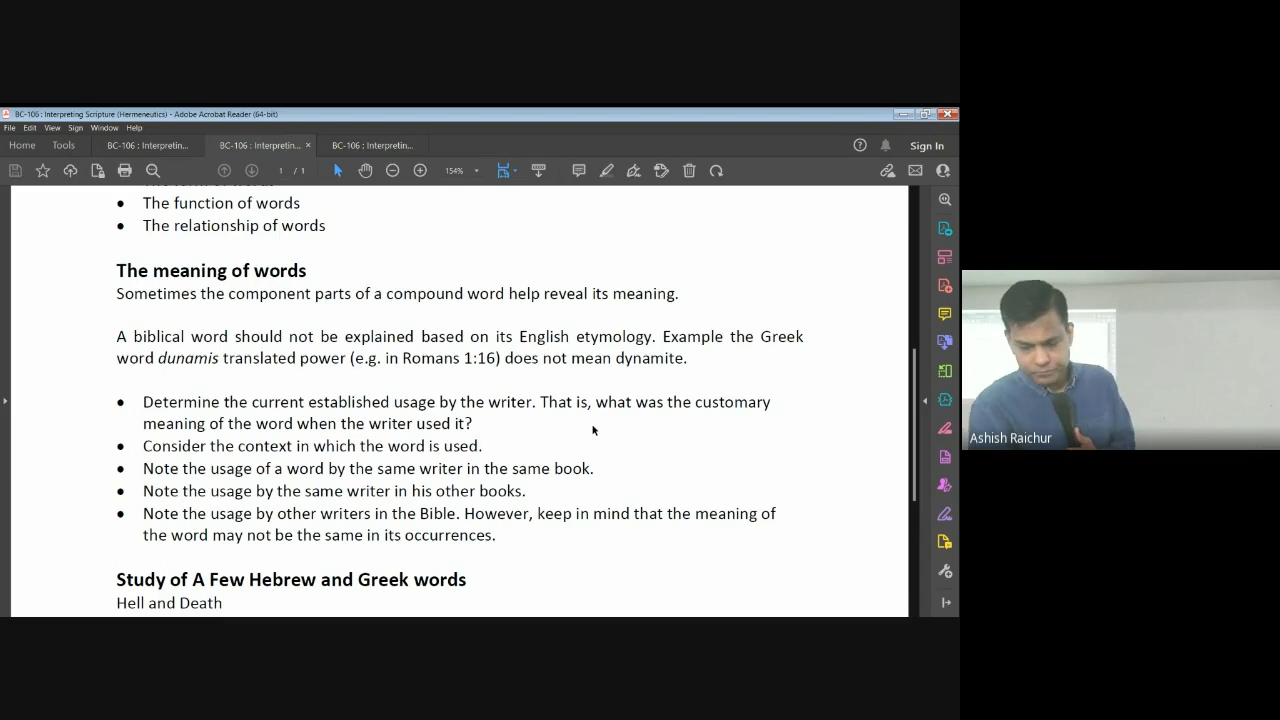 BC-106 : Interpreting Scripture (Hermeneutics) - Adobe Acrobat Reader (64-bit)
File Edit View Sign Window Help
Home Tools BC-106 : Interpretin... BC-106 : Interpretin... × BC-106 : Interpretin... Sign In
1 / 1 154%
• The function of words
• The relationship of words
The meaning of words
Sometimes the component parts of a compound word help reveal its meaning.
A biblical word should not be explained based on its English etymology. Example the Greek
word dunamis translated power (e.g. in Romans 1:16) does not mean dynamite.
• Determine the current established usage by the writer. That is, what was the customary
meaning of the word when the writer used it?
• Consider the context in which the word is used.
• Note the usage of a word by the same writer in the same book.
• Note the usage by the same writer in his other books.
• Note the usage by other writers in the Bible. However, keep in mind that the meaning of
the word may not be the same in its occurrences.
Study of A Few Hebrew and Greek words
Hell and Death
Ashish Raichur